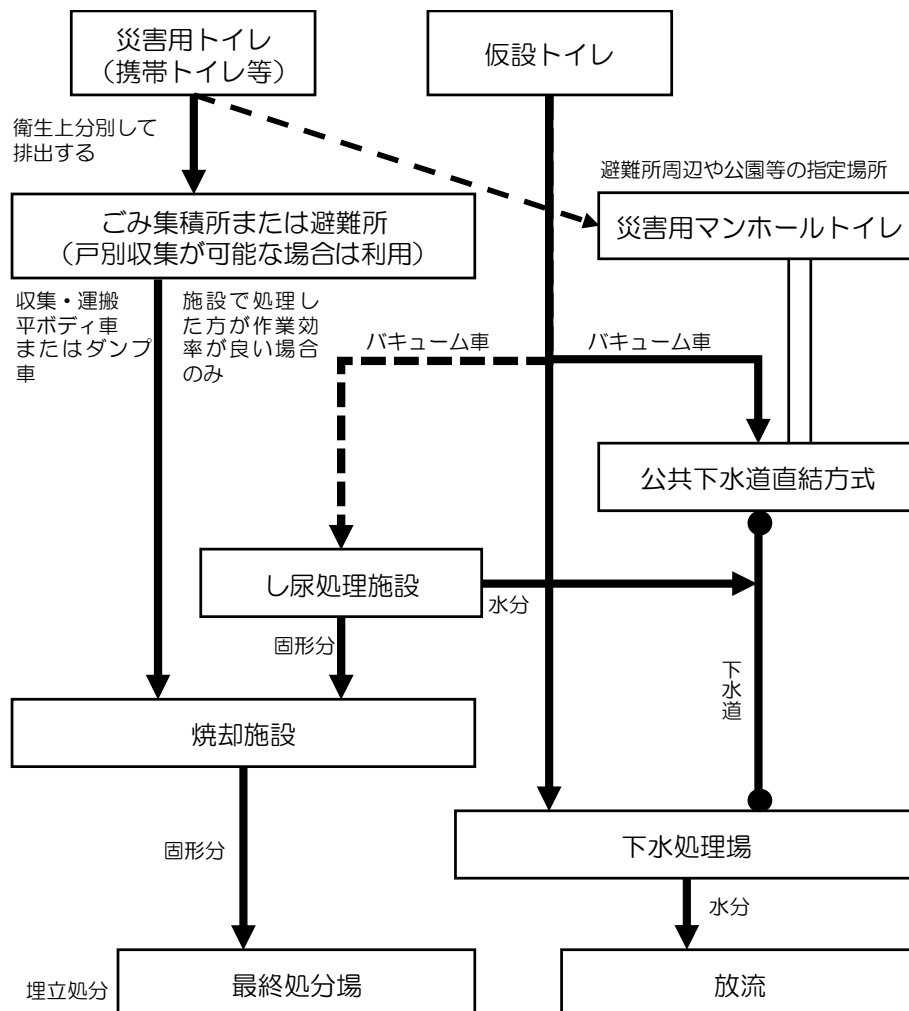 災害用トイレ
（携帯トイレ等）
仮設トイレ
衛生上分別して
排出する
避難所周辺や公園等の指定場所
災害用マンホールトイレ
ごみ集積所または避難所
（戸別収集が可能な場合は利用）
収集・運搬
平ボディ車
またはダンプ
車
施設で処理し
た方が作業効
率が良い場合
のみ
バキューム車
バキューム車
公共下水道直結方式
し尿処理施設
水分
固形分
下水道
焼却施設
下水処理場
固形分
水分
埋立処分
最終処分場
放流